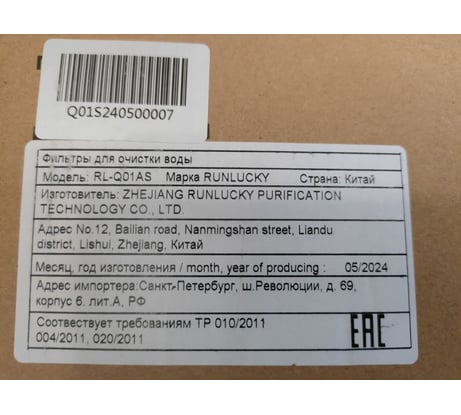 Q01S240500007
Фильтры для очистки воды
Модель: RL-Q01AS Марка RUNLUCKY Страна: Китай
Изготовитель: ZHEJIANG RUNLUCKY PURIFICATION
TECHNOLOGY CO., LTD.
Адрес No.12, Bailian road, Nanmingshan street, Liandu
district, Lishui, Zhejiang, Китай
Месяц, год изготовления / month, year of producing : 05/2024
Адрес импортера:Санкт-Петербург, ш.Революции, д. 69,
корпус 6. лит.А, РФ
Соотвествует требованиям ТР 010/2011
004/2011, 020/2011
EAC